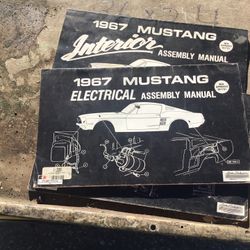 1967 MUSTANG
Interior
ASSEMBLY MANUAL
1967 MUSTANG
ELECTRICAL ASSEMBLY MANUAL